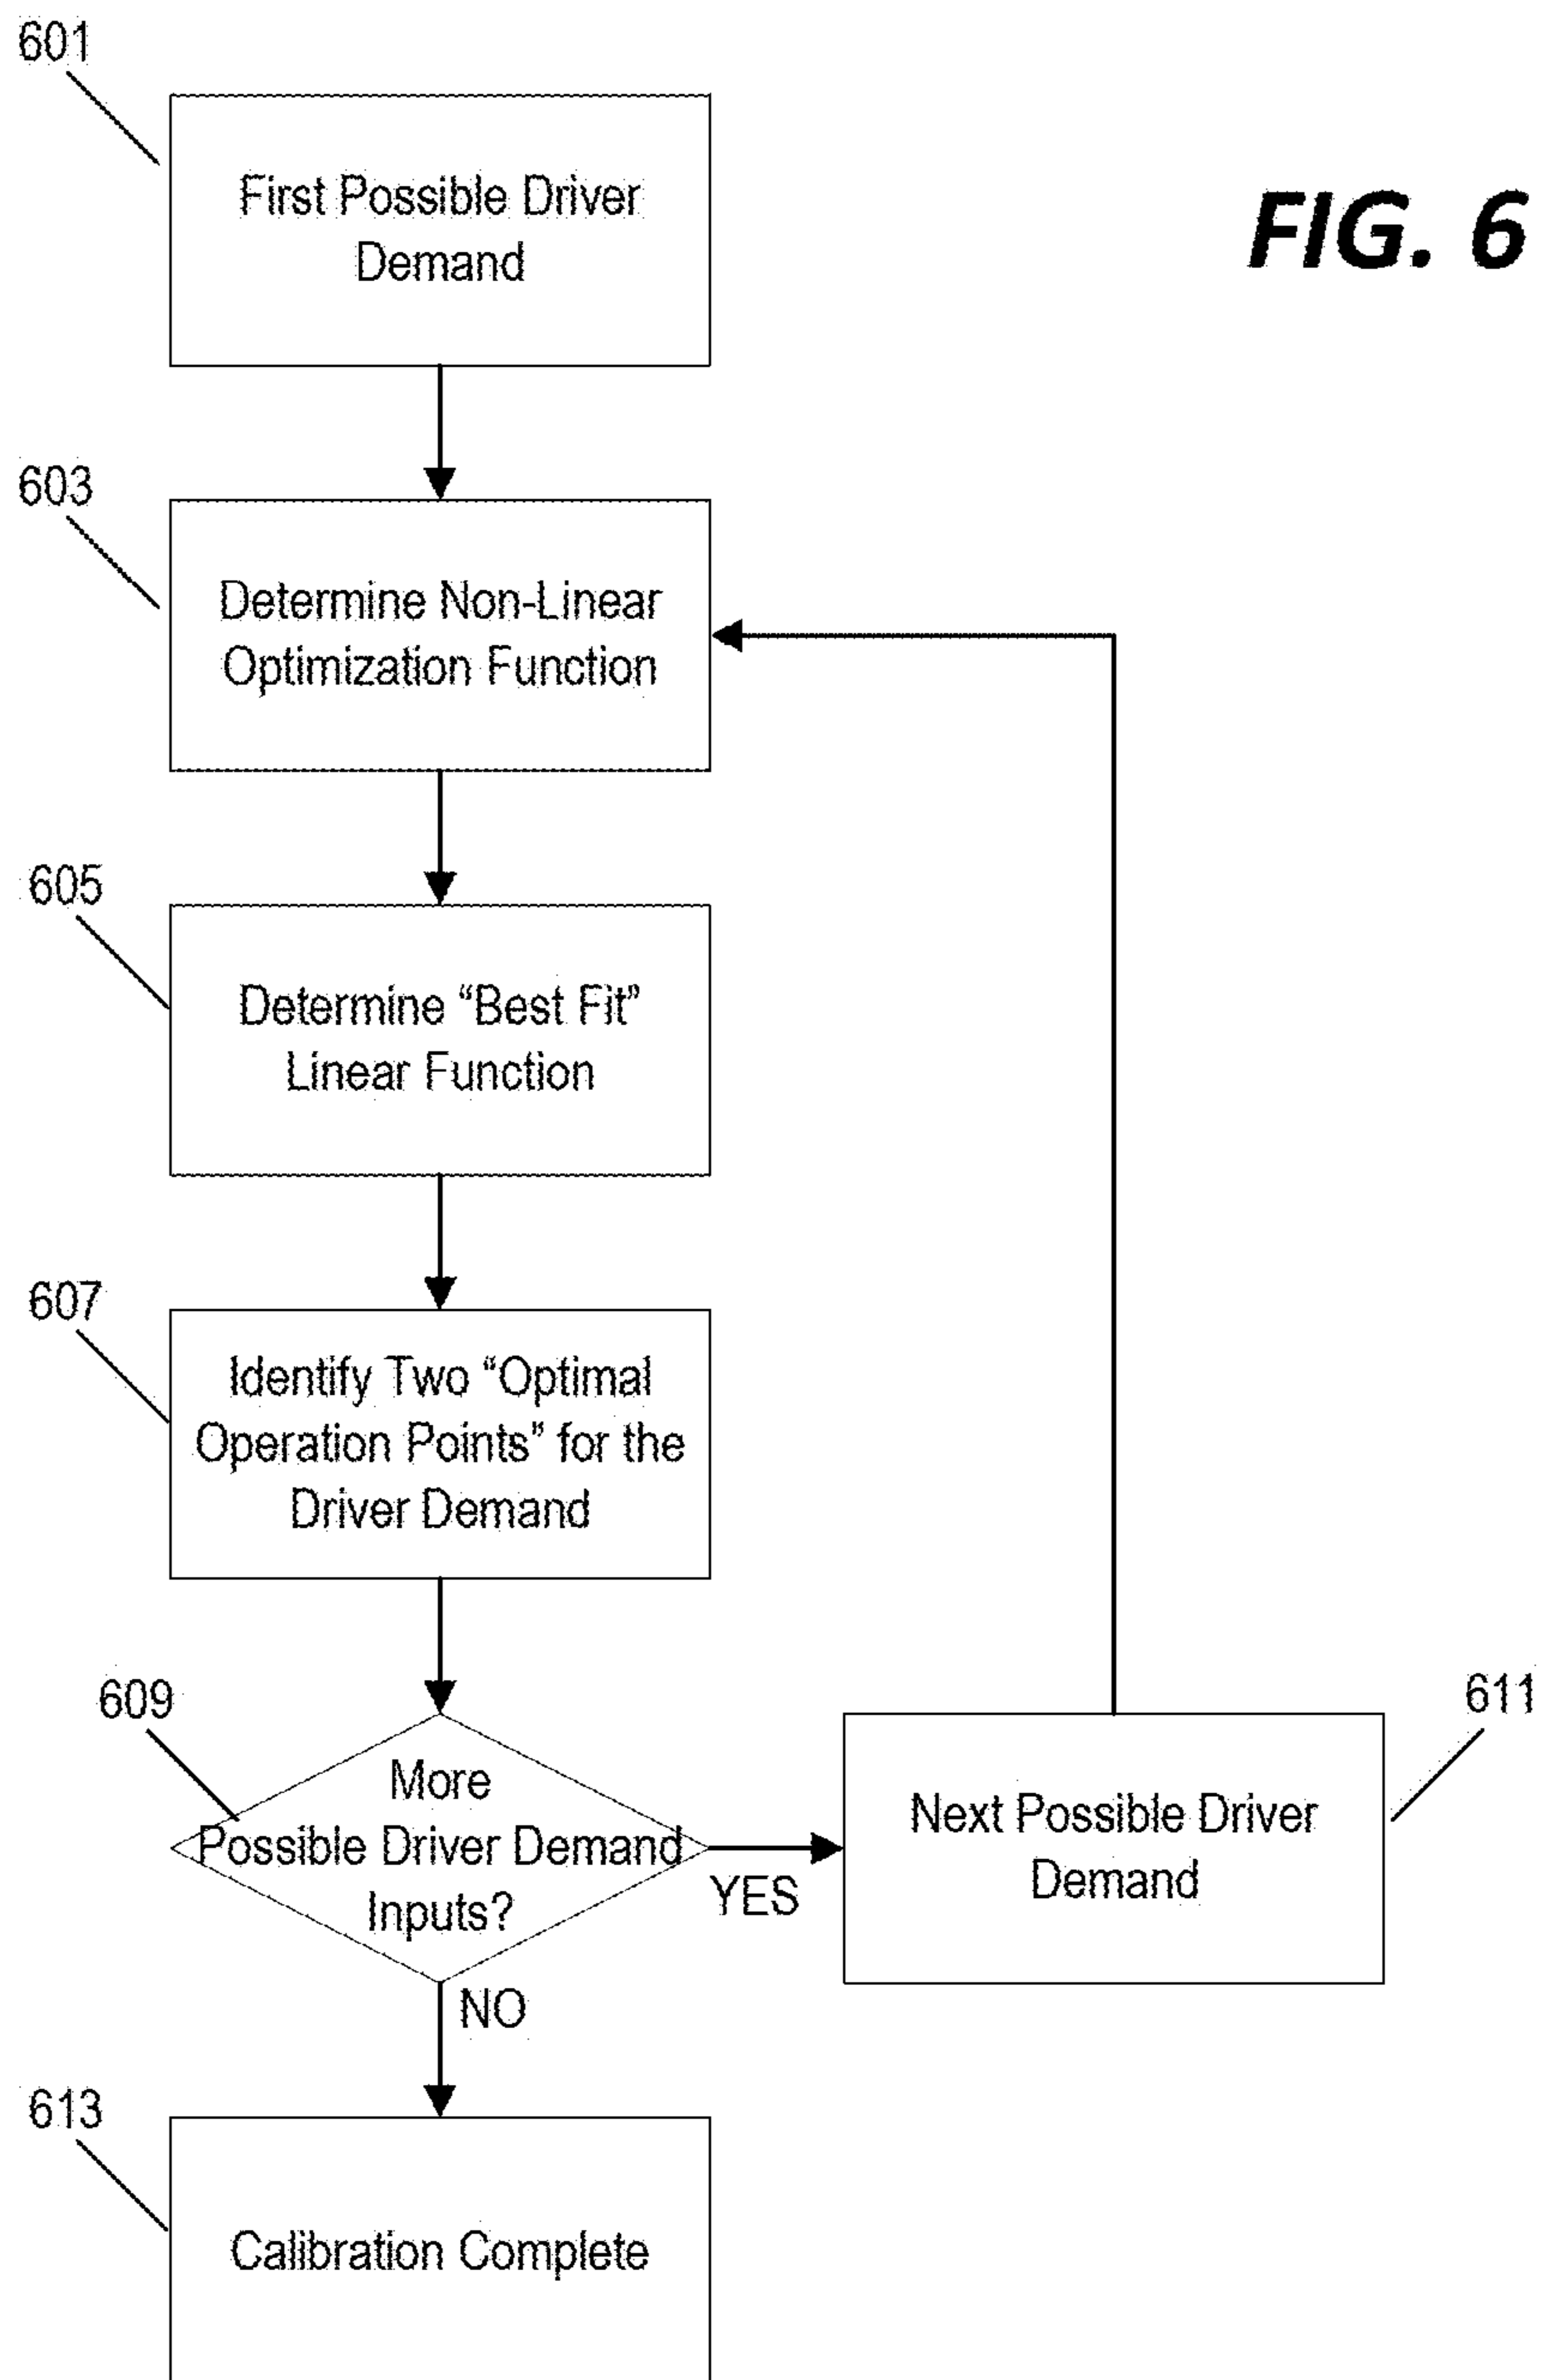 601
First Possible Driver
Demand
FIG. 6
603
Determine Non-Linear
Optimization Function
605
Determine “Best Fit”
Linear Function
607
Identify Two “Optimal
Operation Points” for the
Driver Demand
609
More
Possible Driver Demand
Inputs?
YES
611
Next Possible Driver
Demand
NO
613
Calibration Complete